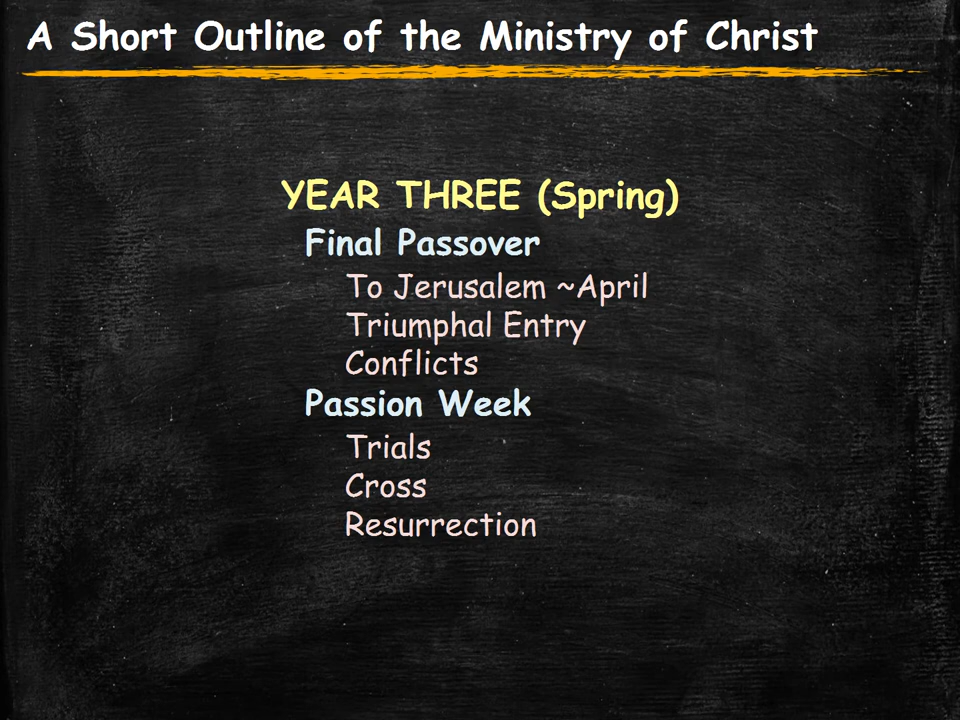 A Short Outline of the Ministry of Christ
YEAR THREE (Spring)
Final Passover
To Jerusalem ~April
Triumphal Entry
Conflicts
Passion Week
Trials
Cross
Resurrection